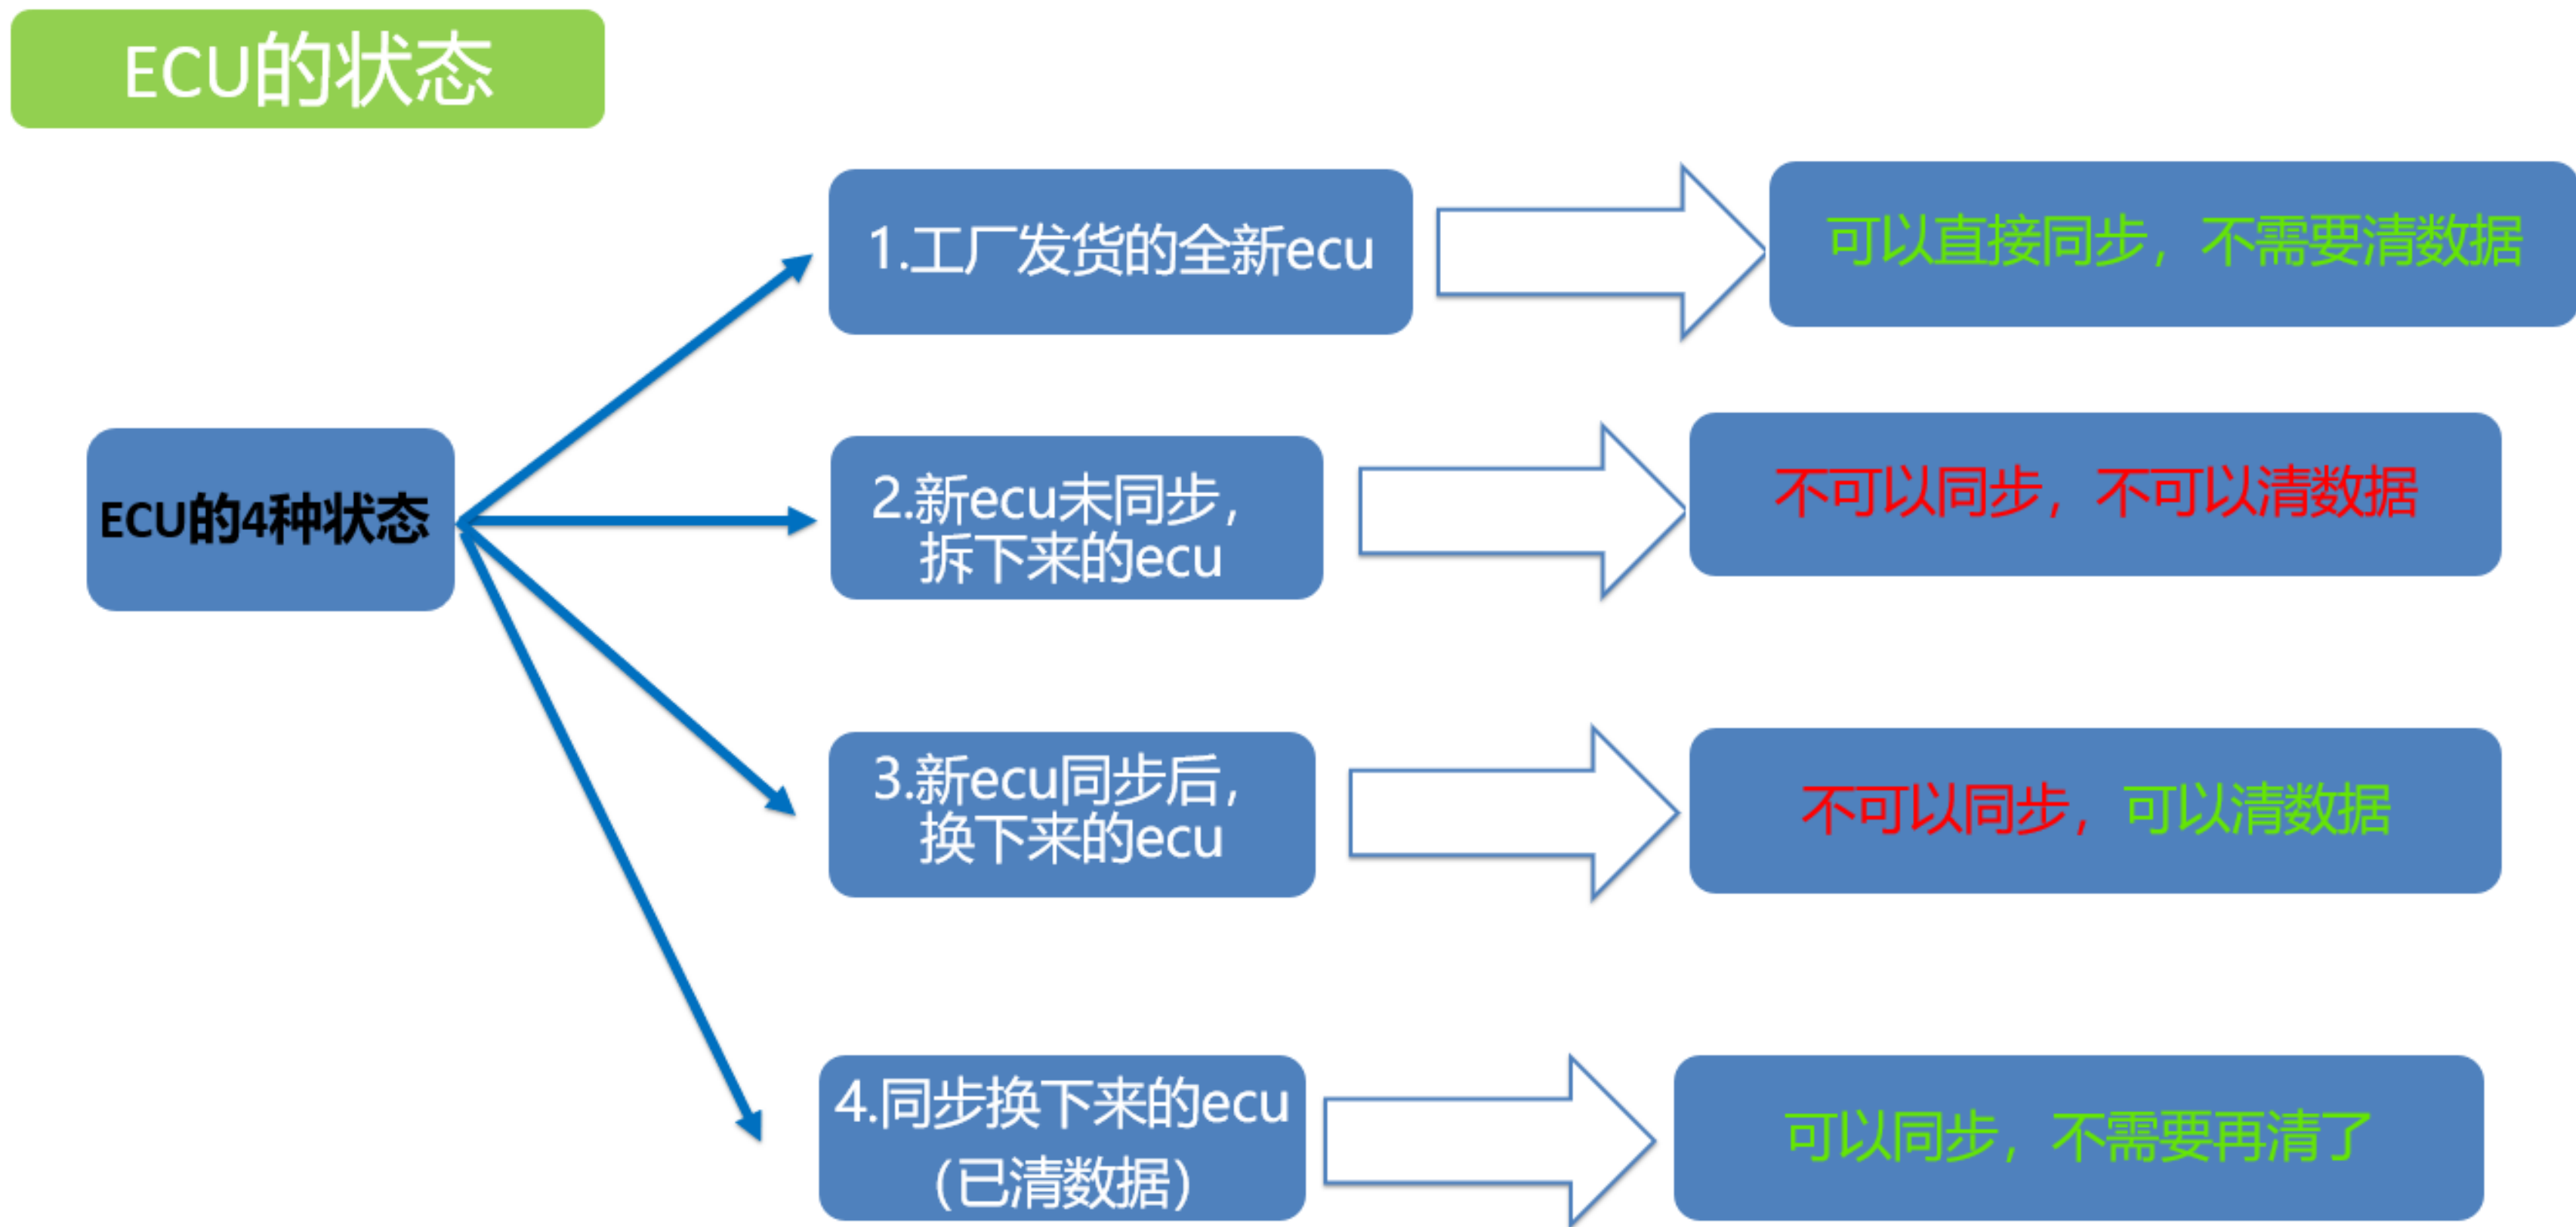 ECU的状态
ECU的4种状态
1.工厂发货的全新ecu
可以直接同步，不需要清数据
2.新ecu未同步，
拆下来的ecu
不可以同步，不可以清数据
3.新ecu同步后，
换下来的ecu
不可以同步，可以清数据
4.同步换下来的ecu
（已清数据）
可以同步，不需要再清了